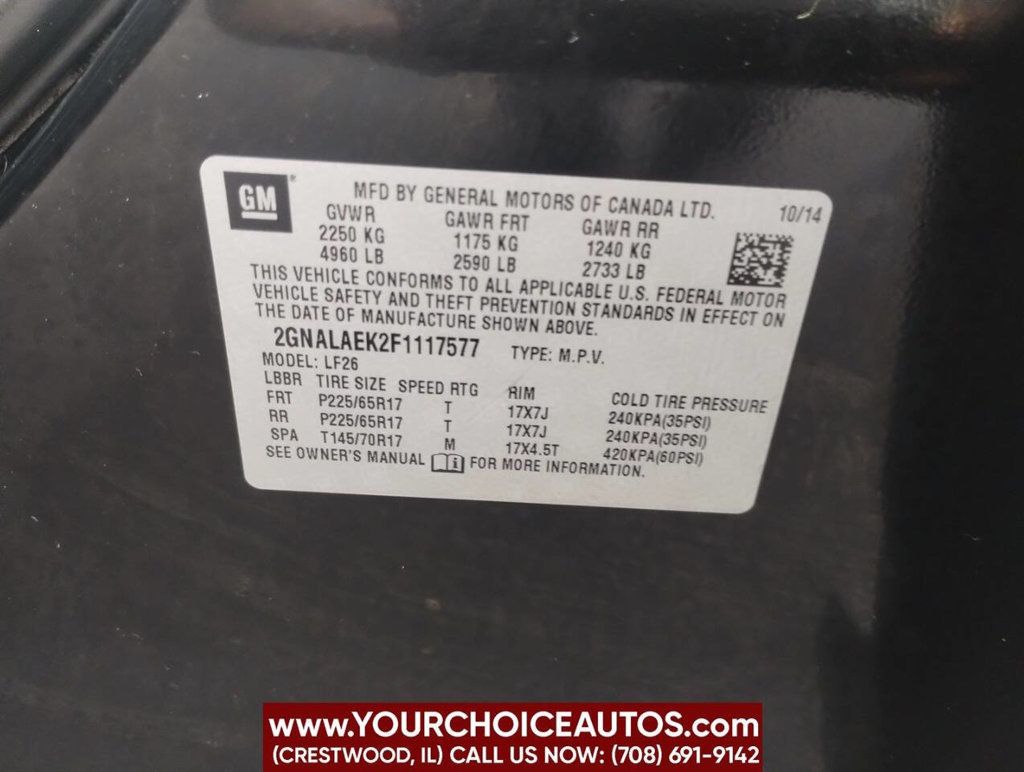 GM ®
MFD BY GENERAL MOTORS OF CANADA LTD. 10/14
GVWR GAWR FRT GAWR RR
2250 KG 1175 KG 1240 KG
4960 LB 2590 LB 2733 LB
THIS VEHICLE CONFORMS TO ALL APPLICABLE U.S. FEDERAL MOTOR
VEHICLE SAFETY AND THEFT PREVENTION STANDARDS IN EFFECT ON
THE DATE OF MANUFACTURE SHOWN ABOVE.
2GNALAEK2F1117577 TYPE: M.P.V.
MODEL: LF26
LBBR TIRE SIZE SPEED RTG RIM COLD TIRE PRESSURE
FRT P225/65R17 T 17X7J 240KPA(35PSI)
RR P225/65R17 T 17X7J 240KPA(35PSI)
SPA T145/70R17 M 17X4.5T 420KPA(60PSI)
SEE OWNER'S MANUAL FOR MORE INFORMATION.
www.YOURCHOICEAUTOS.com
(CRESTWOOD, IL) CALL US NOW: (708) 691-9142